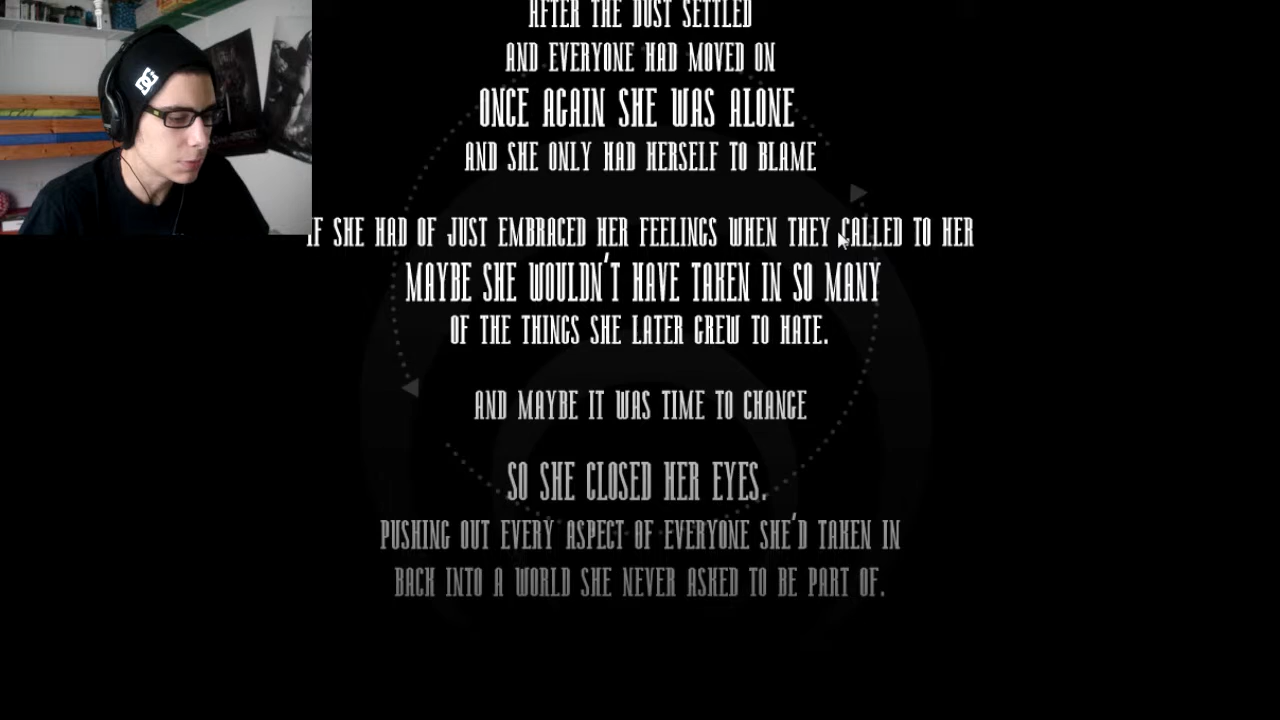 AFTER THE DUST SETTLED
AND EVERYONE HAD MOVED ON
ONCE AGAIN SHE WAS ALONE
AND SHE ONLY HAD HERSELF TO BLAME
IF SHE HAD OF JUST EMBRACED HER FEELINGS WHEN THEY CALLED TO HER
MAYBE SHE WOULDN'T HAVE TAKEN IN SO MANY
OF THE THINGS SHE LATER GREW TO HATE.
AND MAYBE IT WAS TIME TO CHANGE
SO SHE CLOSED HER EYES.
PUSHING OUT EVERY ASPECT OF EVERYONE SHE'D TAKEN IN
BACK INTO A WORLD SHE NEVER ASKED TO BE PART OF.